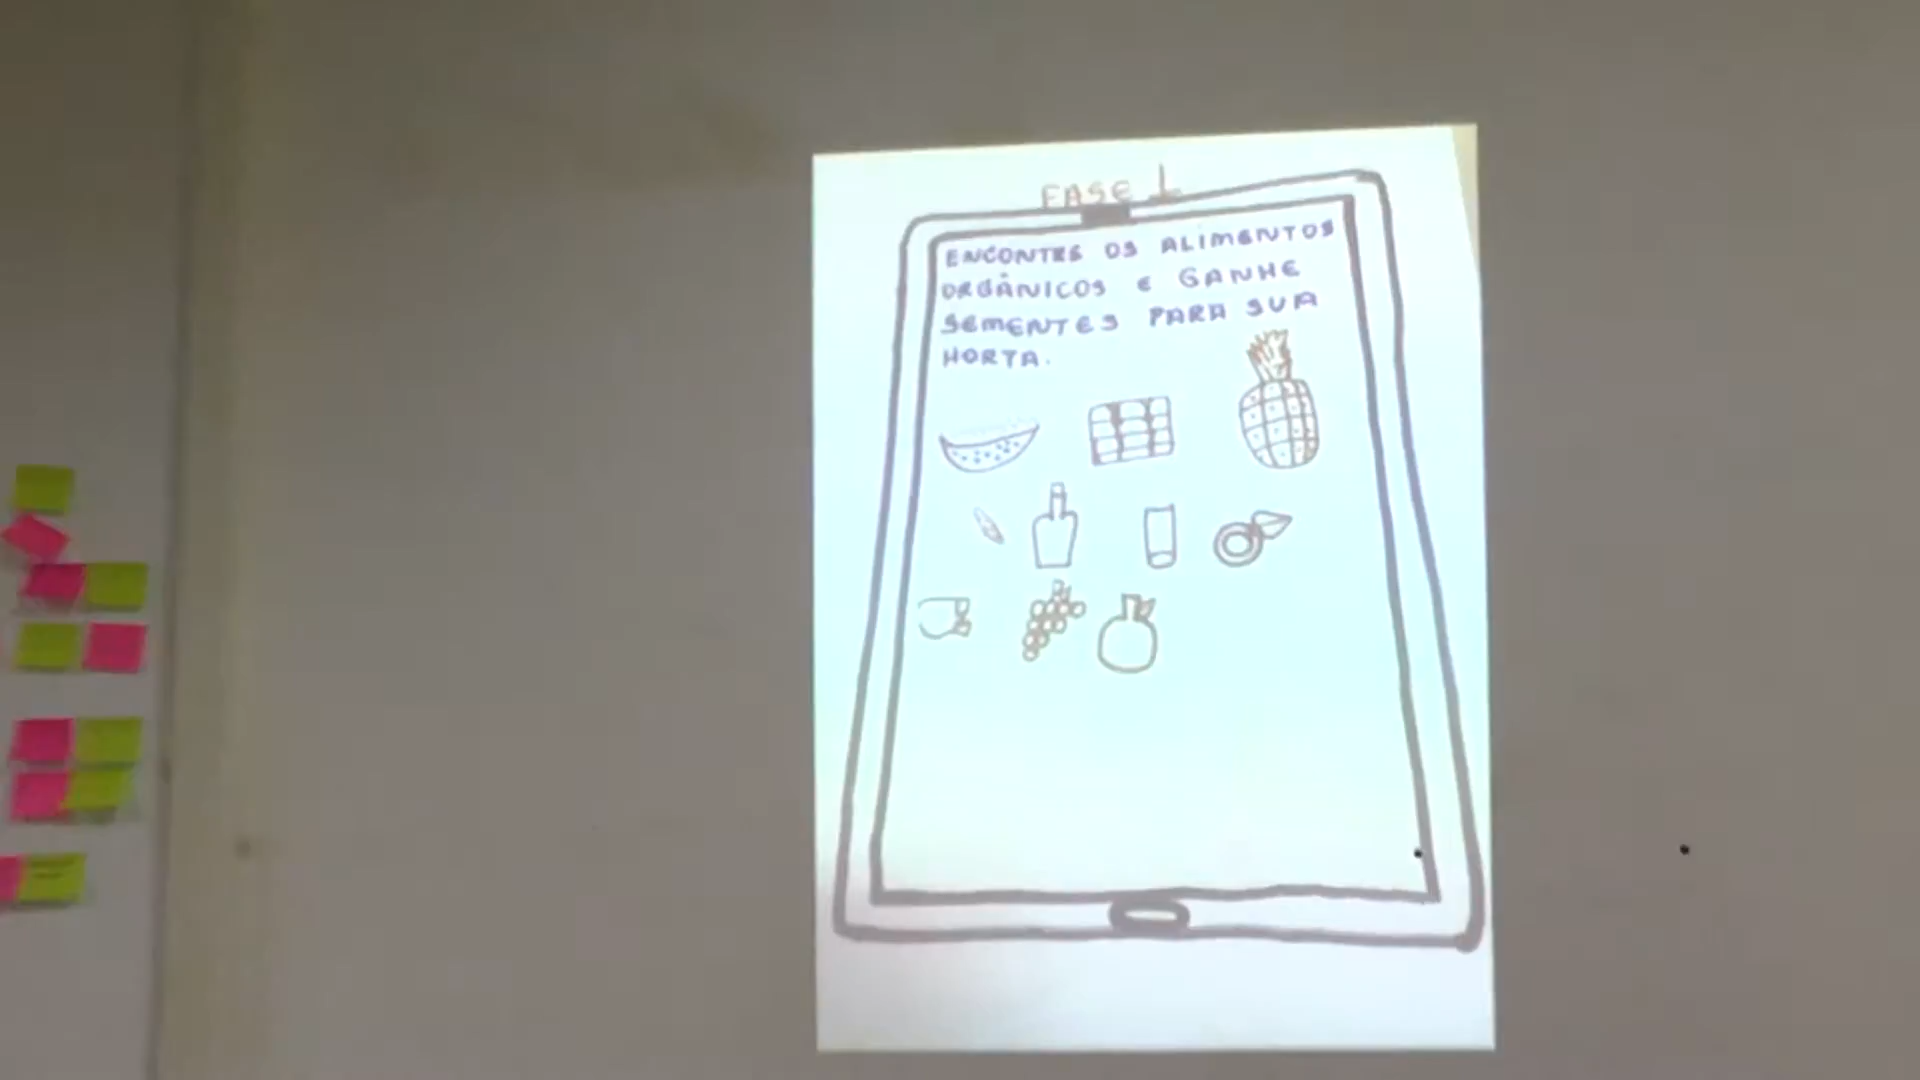 FASE 1
ENCONTRE OS ALIMENTOS
ORGÂNICOS E GANHE
SEMENTES PARA SUA
HORTA.